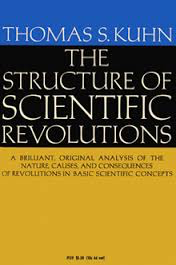 THOMAS S. KUHN
THE
STRUCTURE OF
SCIENTIFIC
REVOLUTIONS
A BRILLIANT, ORIGINAL ANALYSIS OF THE
NATURE, CAUSES, AND CONSEQUENCES
OF REVOLUTIONS IN BASIC SCIENTIFIC CONCEPTS